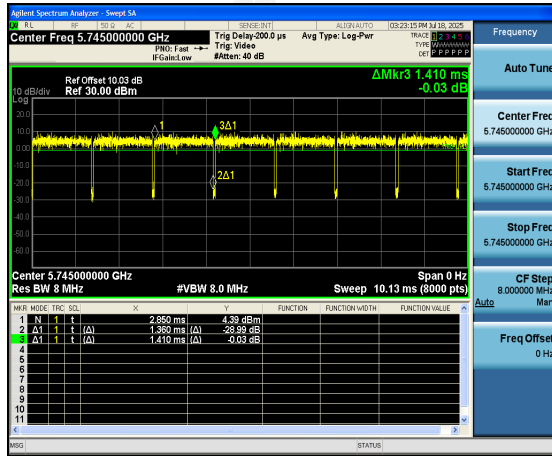 Agilent Spectrum Analyzer - Swept SA
RL RF 50 Ω AC SENSE:INT ALIGNAUTO 03:23:15 PM Jul 18, 2025
Center Freq 5.745000000 GHz
PNO: Fast
IFGain:Low
Trig Delay-200.0 µs
Trig: Video
#Atten: 40 dB
Avg Type: Log-Pwr
TRACE 1 2 3 4 5 6
TYPE WWWWWW
DET P P P P P P
Frequency
Auto Tune
Center Freq
5.745000000 GHz
Start Freq
5.745000000 GHz
Stop Freq
5.745000000 GHz
CF Step
8.000000 MHz
Auto Man
Freq Offset
0 Hz
ΔMkr3 1.410 ms
-0.03 dB
Ref Offset 10.03 dB
10 dB/div Ref 30.00 dBm
Log
20.0
10.0
0.00
-10.0
-20.0
-30.0
-40.0
-50.0
-60.0
1
3Δ1
2Δ1
Center 5.745000000 GHz Span 0 Hz
Res BW 8 MHz #VBW 8.0 MHz Sweep 10.13 ms (8000 pts)
MKR MODE TRC SCL X Y FUNCTION FUNCTION WIDTH FUNCTION VALUE
1 N 1 t 2.850 ms 4.39 dBm
2 Δ1 1 t (Δ) 1.360 ms (Δ) -28.99 dB
3 Δ1 1 t (Δ) 1.410 ms (Δ) -0.03 dB
4
5
6
7
8
9
10
11
MSG STATUS